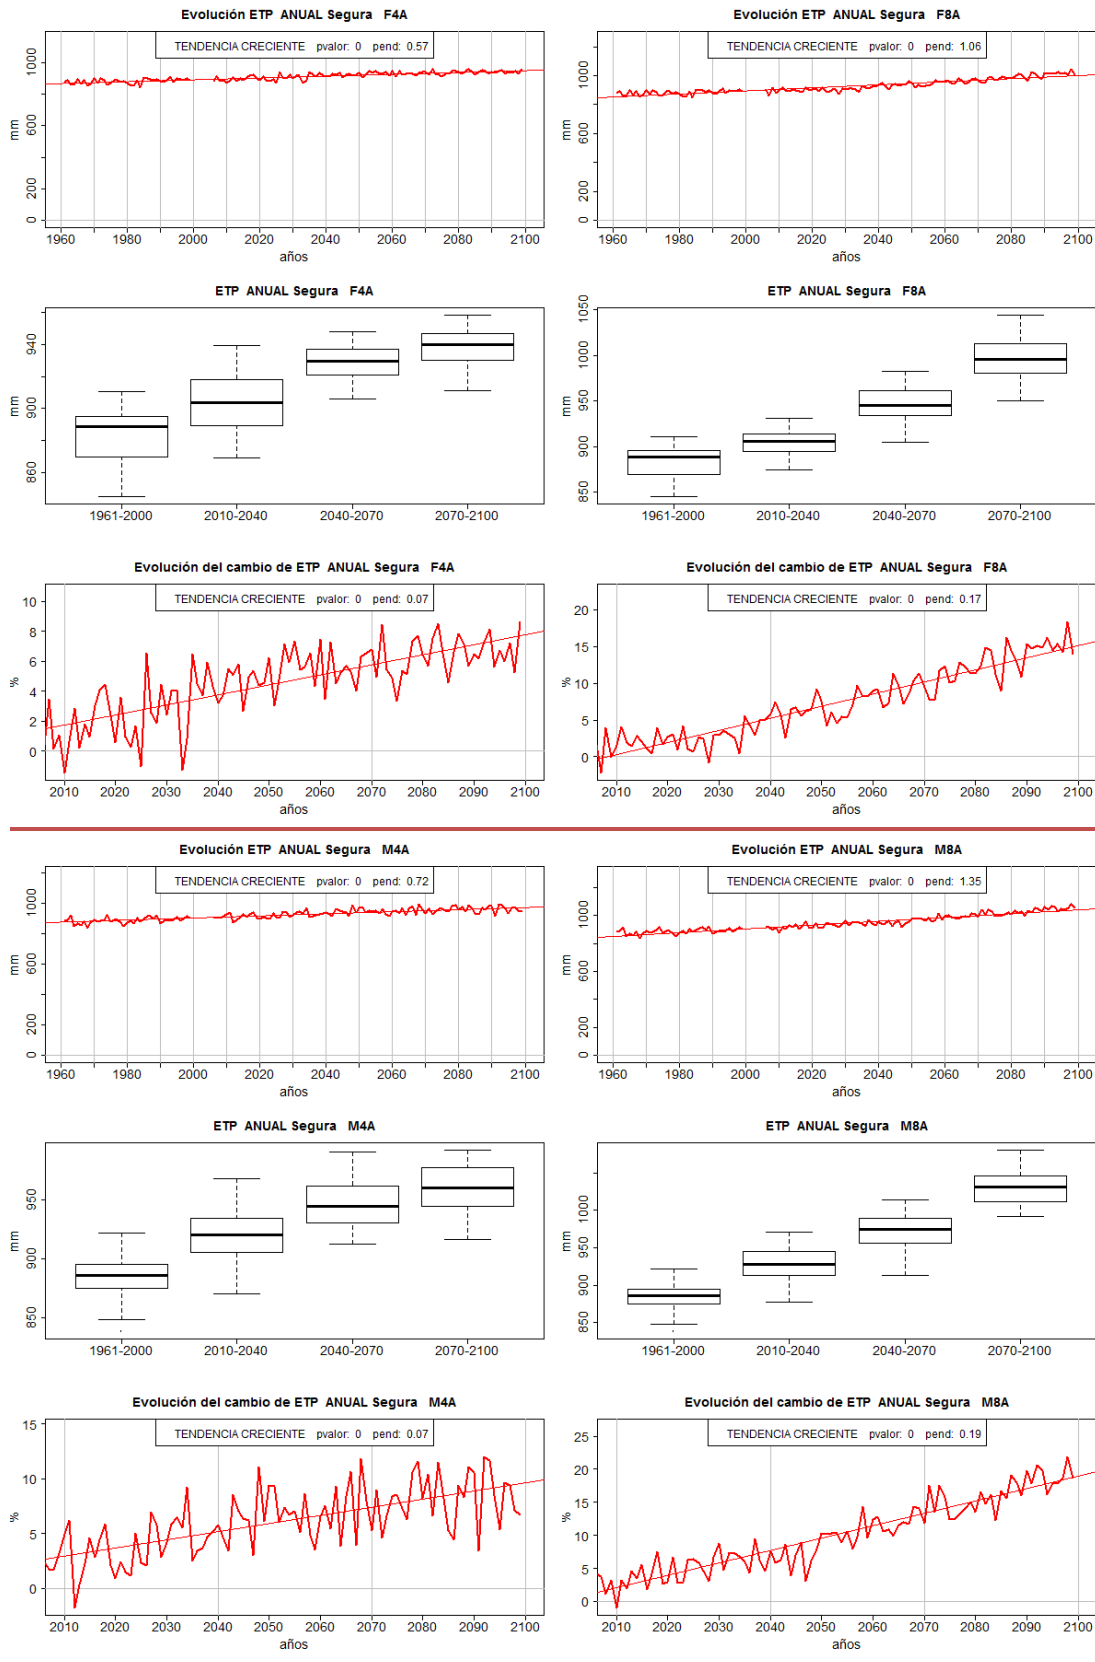 Evolución ETP ANUAL Segura F4A
TENDENCIA CRECIENTE pvalor: 0 pend: 0.57
mm
0 200 600 1000
1960 1980 2000 2020 2040 2060 2080 2100
años
Evolución ETP ANUAL Segura F8A
TENDENCIA CRECIENTE pvalor: 0 pend: 1.06
mm
0 200 600 1000
1960 1980 2000 2020 2040 2060 2080 2100
años
ETP ANUAL Segura F4A
mm
860 900 940
1961-2000 2010-2040 2040-2070 2070-2100
ETP ANUAL Segura F8A
mm
850 900 950 1000 1050
1961-2000 2010-2040 2040-2070 2070-2100
Evolución del cambio de ETP ANUAL Segura F4A
TENDENCIA CRECIENTE pvalor: 0 pend: 0.07
%
10
8
6
4
2
0
2010 2020 2030 2040 2050 2060 2070 2080 2090 2100
años
Evolución del cambio de ETP ANUAL Segura F8A
TENDENCIA CRECIENTE pvalor: 0 pend: 0.17
%
20
15
10
5
0
2010 2020 2030 2040 2050 2060 2070 2080 2090 2100
años
Evolución ETP ANUAL Segura M4A
TENDENCIA CRECIENTE pvalor: 0 pend: 0.72
mm
0 200 600 1000
1960 1980 2000 2020 2040 2060 2080 2100
años
Evolución ETP ANUAL Segura M8A
TENDENCIA CRECIENTE pvalor: 0 pend: 1.35
mm
0 200 600 1000
1960 1980 2000 2020 2040 2060 2080 2100
años
ETP ANUAL Segura M4A
mm
850 900 950
1961-2000 2010-2040 2040-2070 2070-2100
ETP ANUAL Segura M8A
mm
850 900 950 1000
1961-2000 2010-2040 2040-2070 2070-2100
Evolución del cambio de ETP ANUAL Segura M4A
TENDENCIA CRECIENTE pvalor: 0 pend: 0.07
%
15
10
5
0
2010 2020 2030 2040 2050 2060 2070 2080 2090 2100
años
Evolución del cambio de ETP ANUAL Segura M8A
TENDENCIA CRECIENTE pvalor: 0 pend: 0.19
%
25
20
15
10
5
0
2010 2020 2030 2040 2050 2060 2070 2080 2090 2100
años